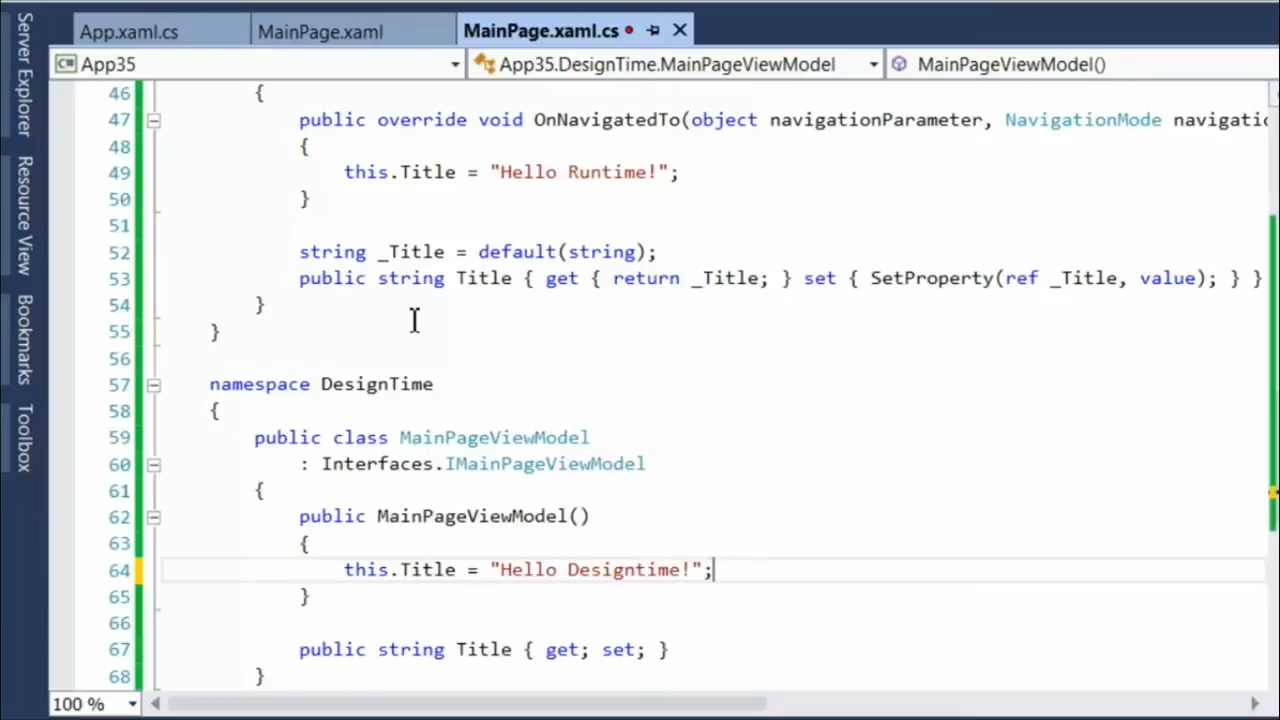 Server Explorer
Resource View
Bookmarks
Toolbox
App.xaml.cs MainPage.xaml MainPage.xaml.cs
C# App35 App35.DesignTime.MainPageViewModel MainPageViewModel()
46 {
47 public override void OnNavigatedTo(object navigationParameter, NavigationMode navigatio
48 {
49 this.Title = "Hello Runtime!";
50 }
51
52 string _Title = default(string);
53 public string Title { get { return _Title; } set { SetProperty(ref _Title, value); } }
54 }
55 }
56
57 namespace DesignTime
58 {
59 public class MainPageViewModel
60 : Interfaces.IMainPageViewModel
61 {
62 public MainPageViewModel()
63 {
64 this.Title = "Hello Designtime!";
65 }
66
67 public string Title { get; set; }
68 }
100 %